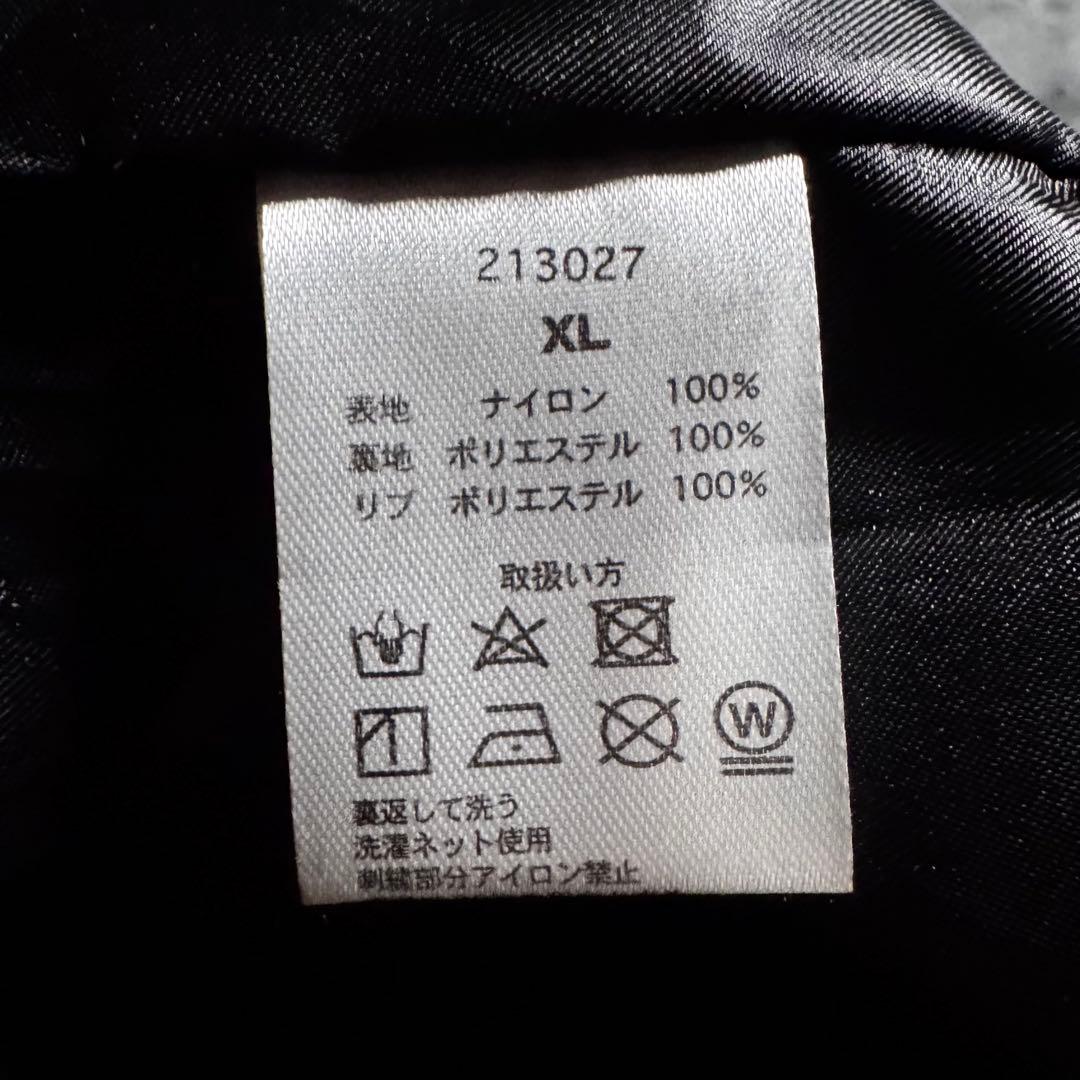 213027
XL
表地 ナイロン 100%
裏地 ポリエステル 100%
リブ ポリエステル 100%
取扱い方
W
裏返して洗う
洗濯ネット使用
刺繍部分アイロン禁止